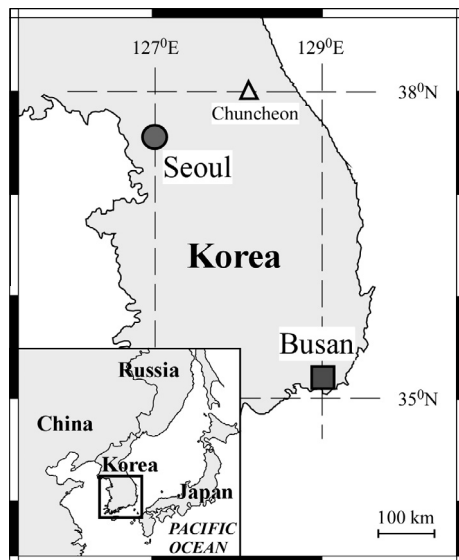 127⁰E
129⁰E
38⁰N
Chuncheon
Seoul
Korea
Busan
35⁰N
Russia
China
Korea
Japan
PACIFIC
OCEAN
100 km